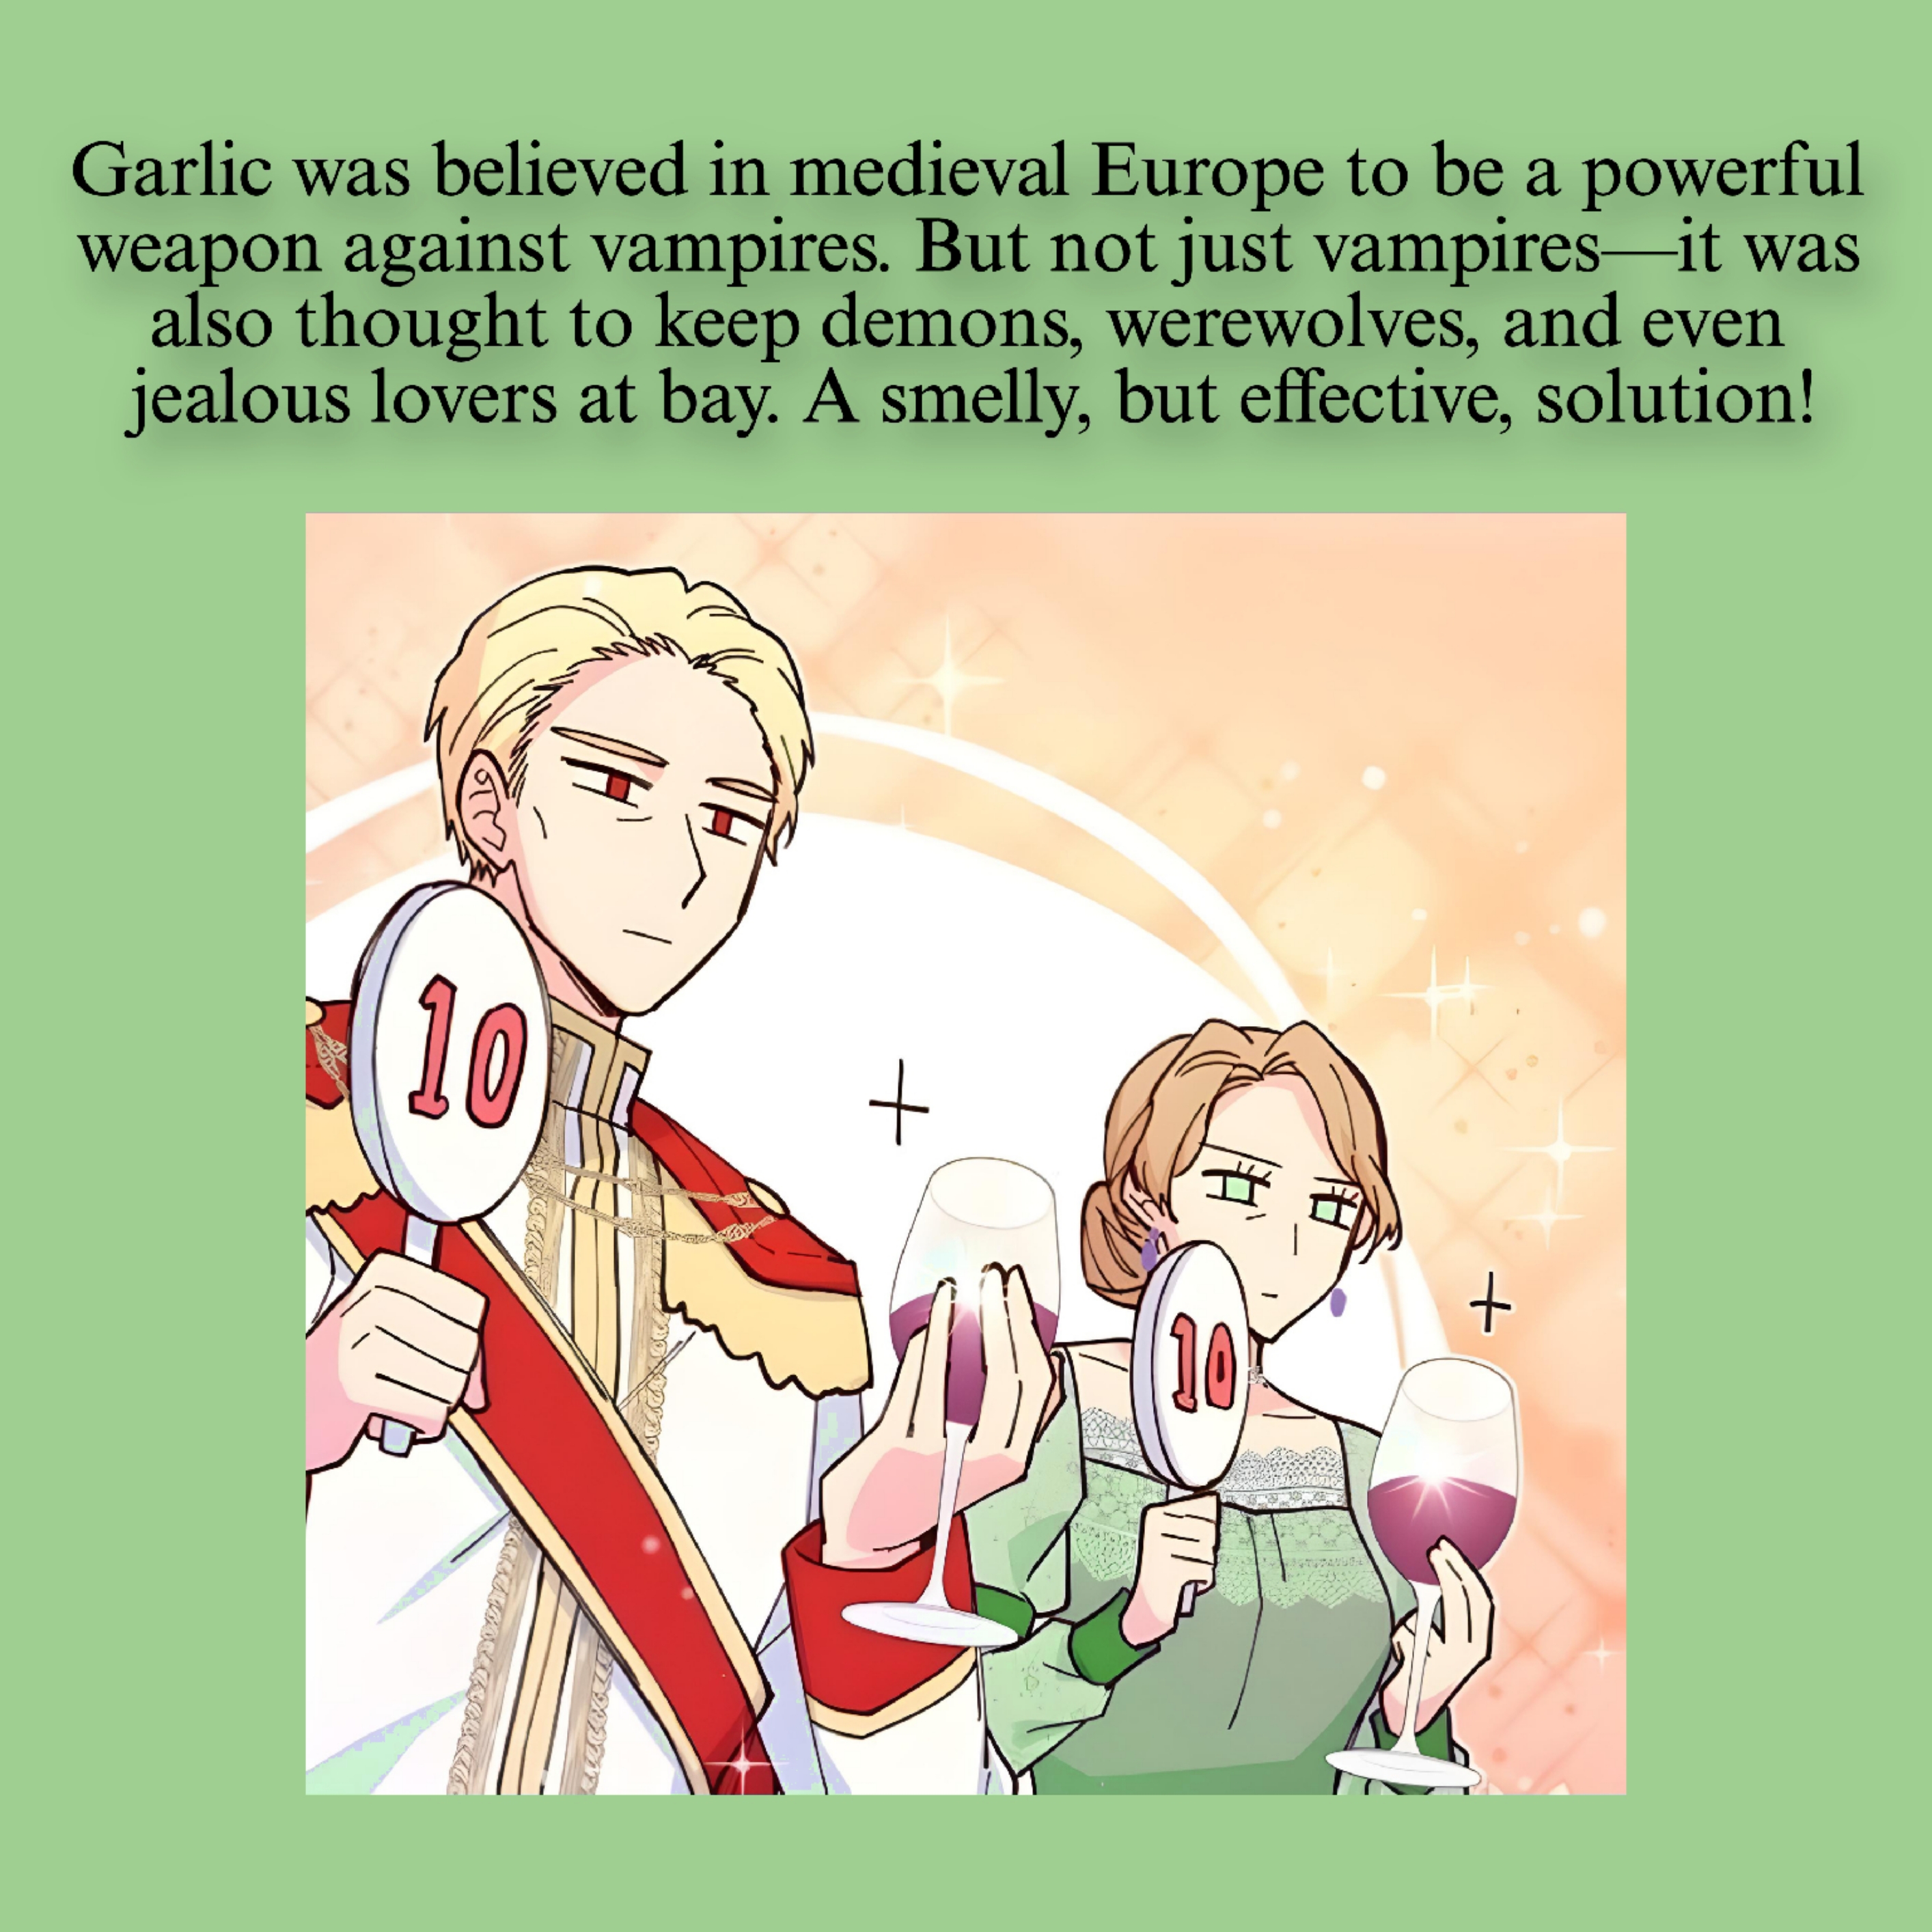 Garlic was believed in medieval Europe to be a powerful
weapon against vampires. But not just vampires—it was
also thought to keep demons, werewolves, and even
jealous lovers at bay. A smelly, but effective, solution!
10
10